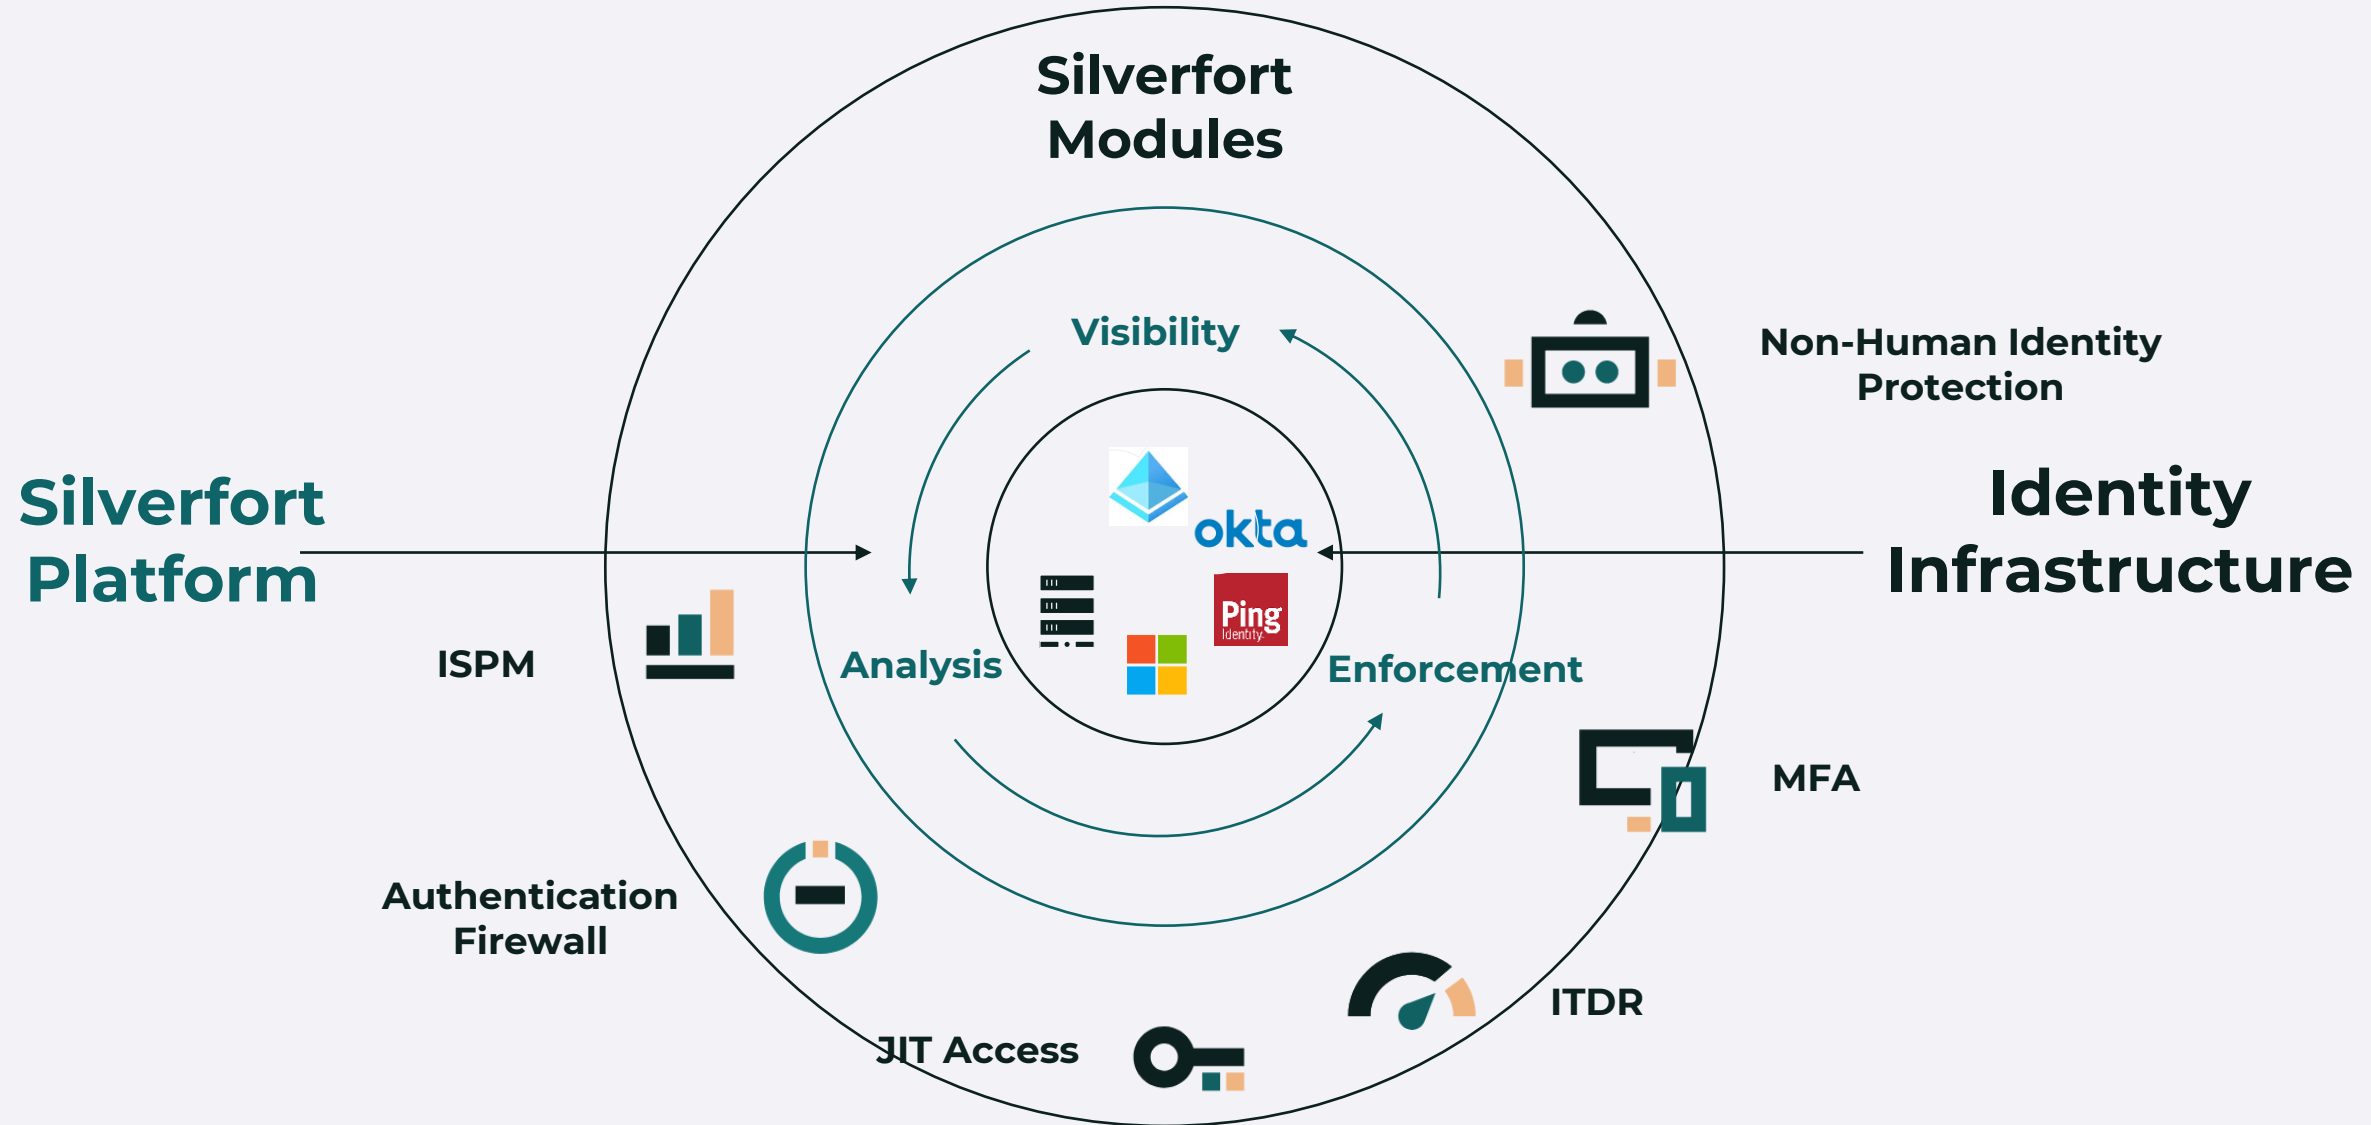 Silverfort
Modules
Visibility
Non-Human Identity
Protection
Silverfort
Platform
okta
Identity
Infrastructure
Ping
Identity
ISPM
Analysis
Enforcement
MFA
Authentication
Firewall
ITDR
JIT Access